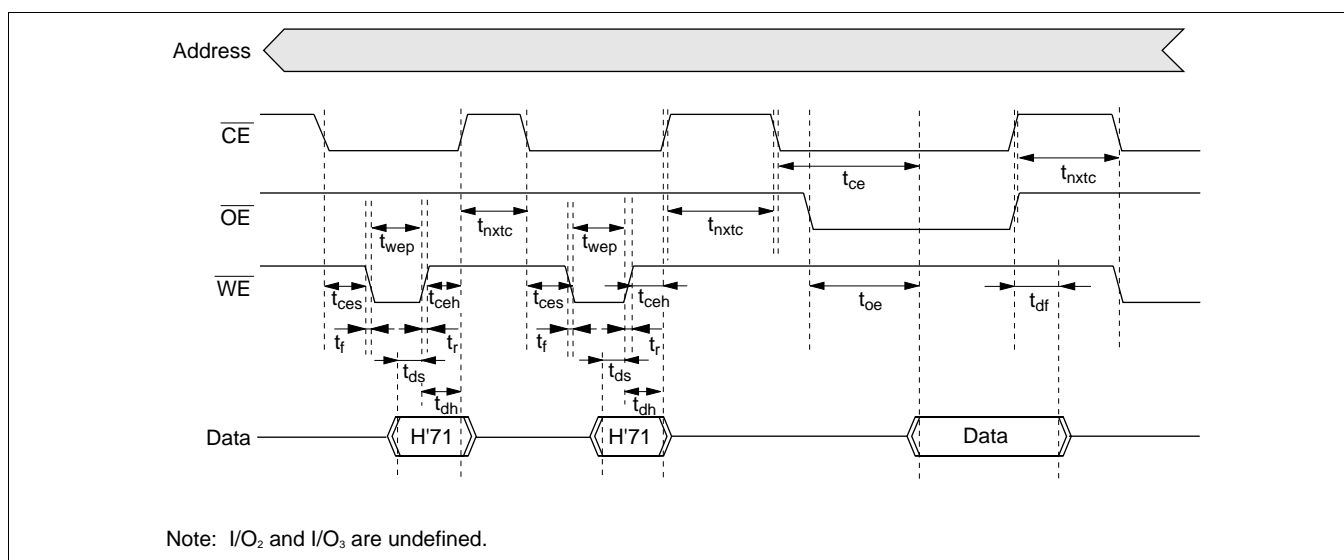 Address
CE
tce
tnxtc
OE
twep
tnxtc
twep
tnxtc
WE
tces
tceh
tces
tceh
toe
tdf
tf
tr
tf
tr
tds
tds
tdh
tdh
Data
H'71
H'71
Data
Note: I/O₂ and I/O₃ are undefined.